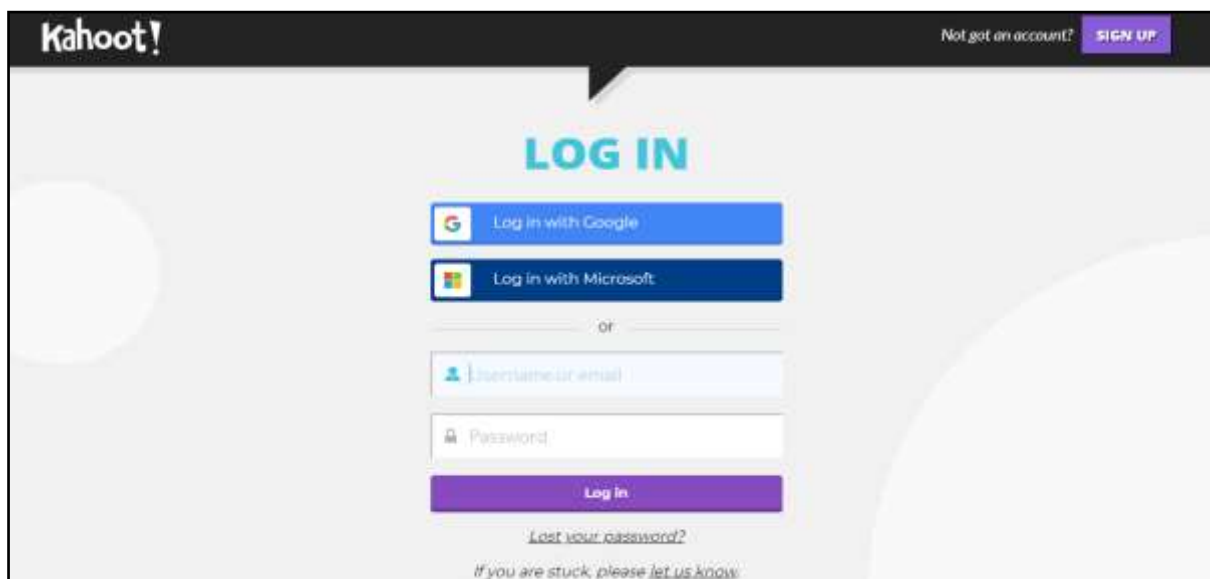 Kahoot!
Not got an account? SIGN UP
LOG IN
Log in with Google
Log in with Microsoft
or
Username or email
Password
Log in
Lost your password?
If you are stuck, please let us know.